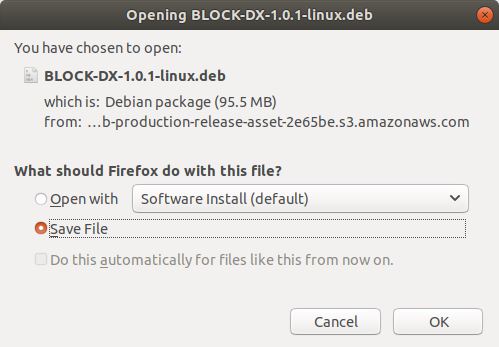 Opening BLOCK-DX-1.0.1-linux.deb
You have chosen to open:
BLOCK-DX-1.0.1-linux.deb
which is: Debian package (95.5 MB)
from: …b-production-release-asset-2e65be.s3.amazonaws.com
What should Firefox do with this file?
Open with Software Install (default)
Save File
Do this automatically for files like this from now on.
Cancel OK